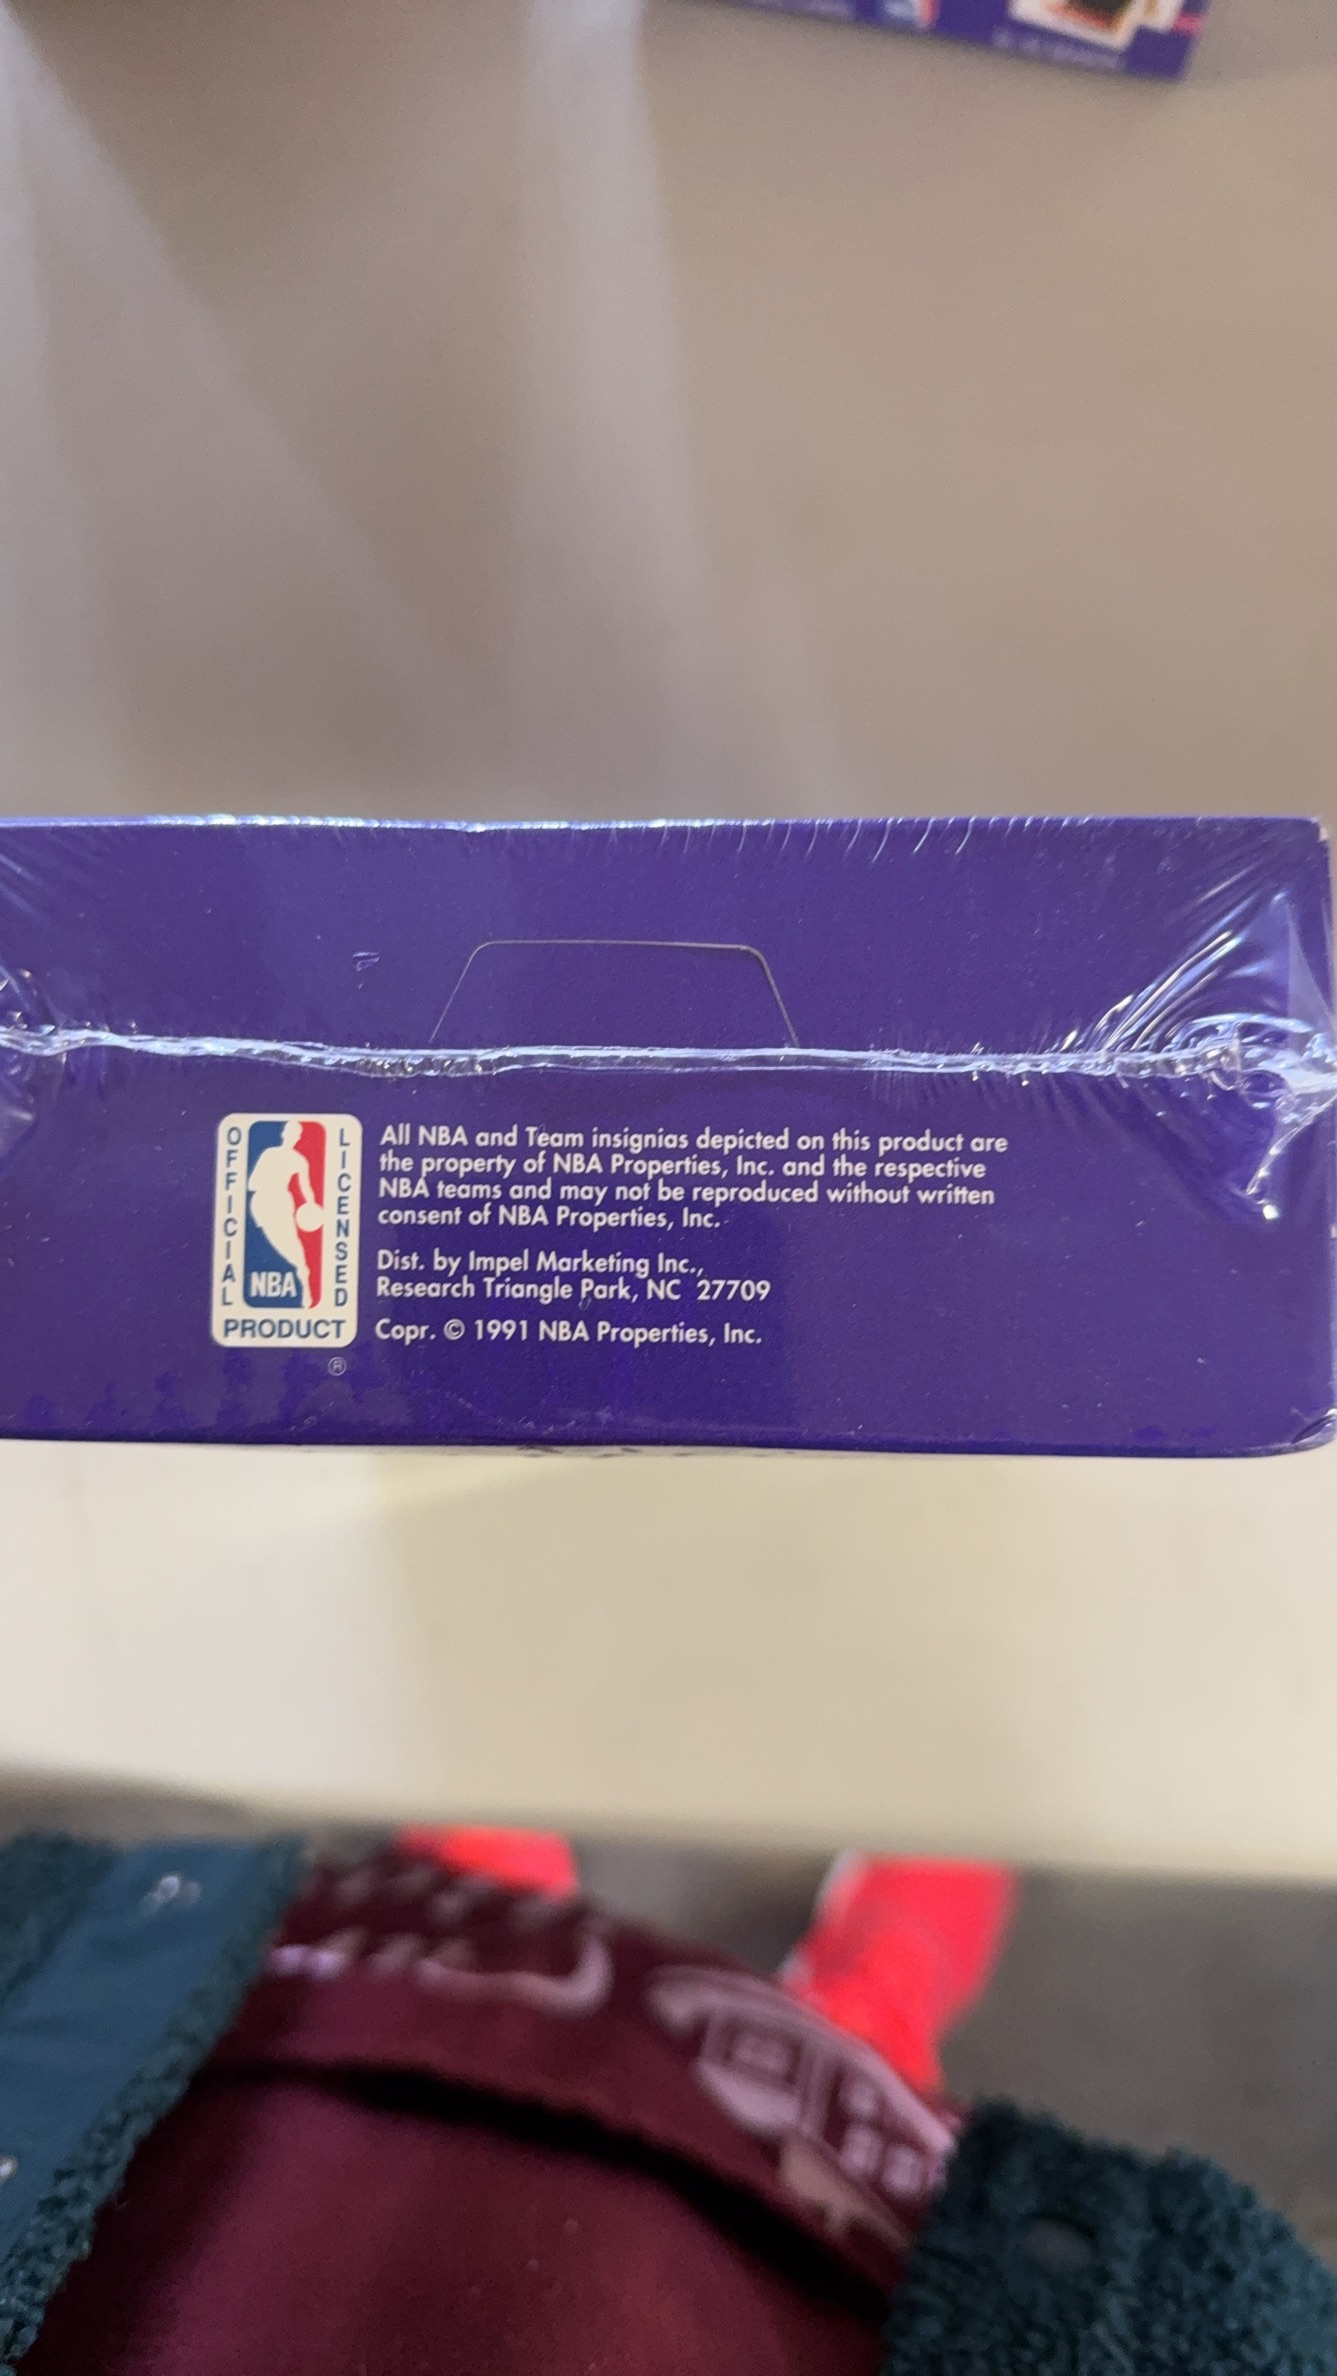 OFFICIAL
LICENSED
NBA
PRODUCT
®
All NBA and Team insignias depicted on this product are
the property of NBA Properties, Inc. and the respective
NBA teams and may not be reproduced without written
consent of NBA Properties, Inc.
Dist. by Impel Marketing Inc.,
Research Triangle Park, NC 27709
Copr. © 1991 NBA Properties, Inc.